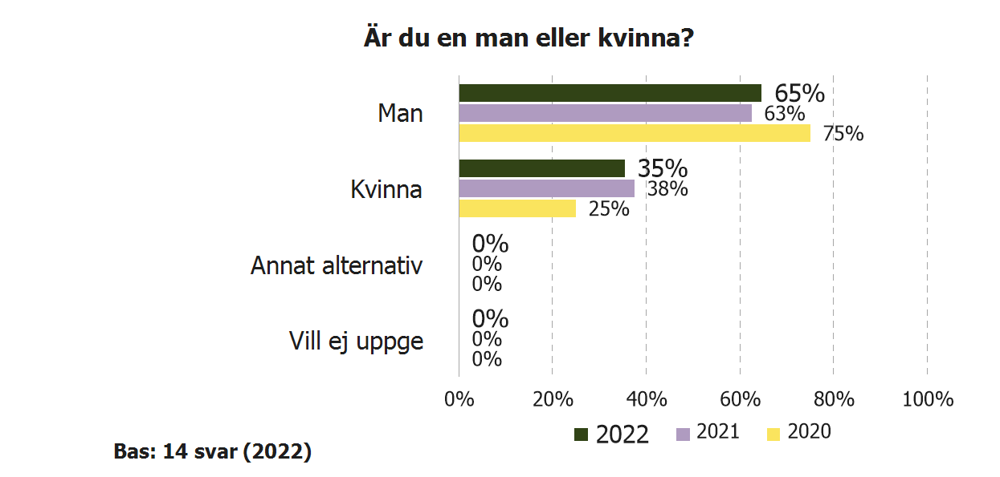 Är du en man eller kvinna?
Man
65%
63%
75%
Kvinna
35%
38%
25%
Annat alternativ
0%
0%
0%
Vill ej uppge
0%
0%
0%
0% 20% 40% 60% 80% 100%
2022 2021 2020
Bas: 14 svar (2022)